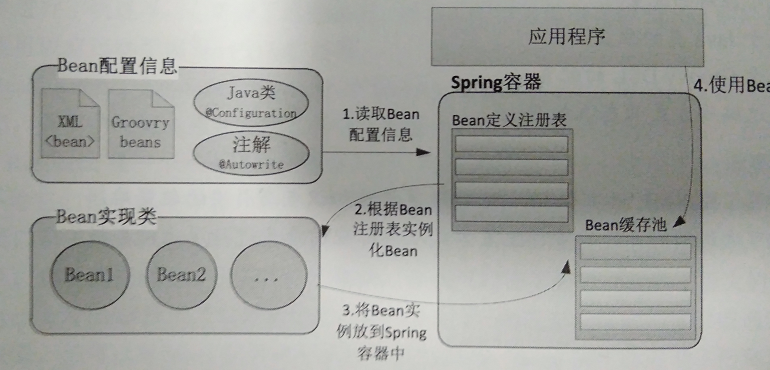 应用程序
Bean配置信息
XML
<bean>
Groovry
beans
Java类
@Configuration
注解
@Autowrite
1.读取Bean
配置信息
Spring容器
4.使用Bea
Bean定义注册表
2.根据Bean
注册表实例
化Bean
Bean缓存池
Bean实现类
Bean1
Bean2
...
3.将Bean实
例放到Spring
容器中